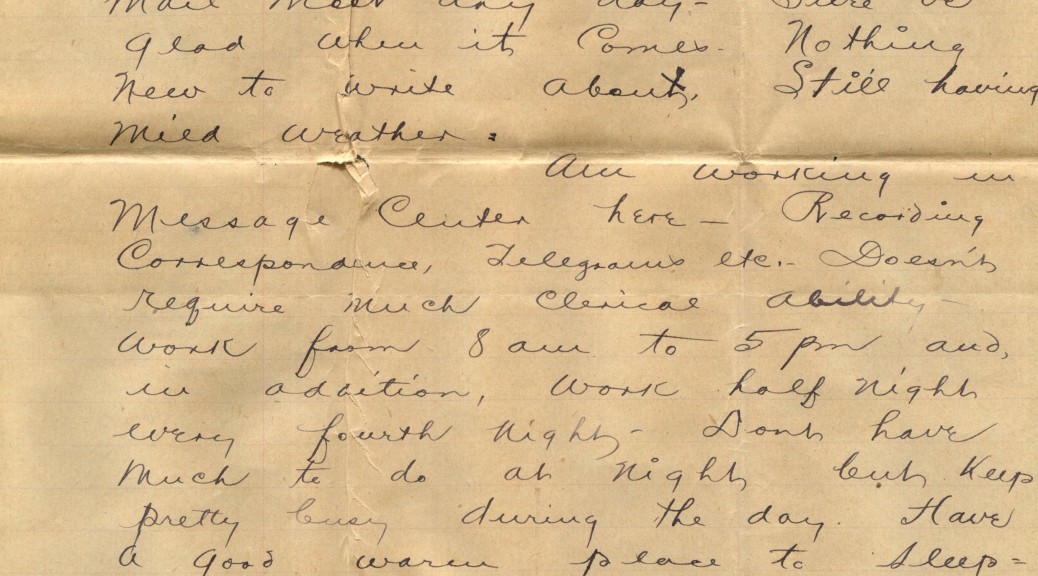 Mail most any day - Sure be
glad when it comes. Nothing
new to write about, Still having
mild weather.
Am working in
Message Center here - Recording
Correspondence, Telegrams etc. - Doesn't
require much clerical ability -
Work from 8 am to 5 pm and,
in addition, work half night
every fourth night - Dont have
much to do at night, but keep
pretty busy during the day. Have
a good warm place to sleep =